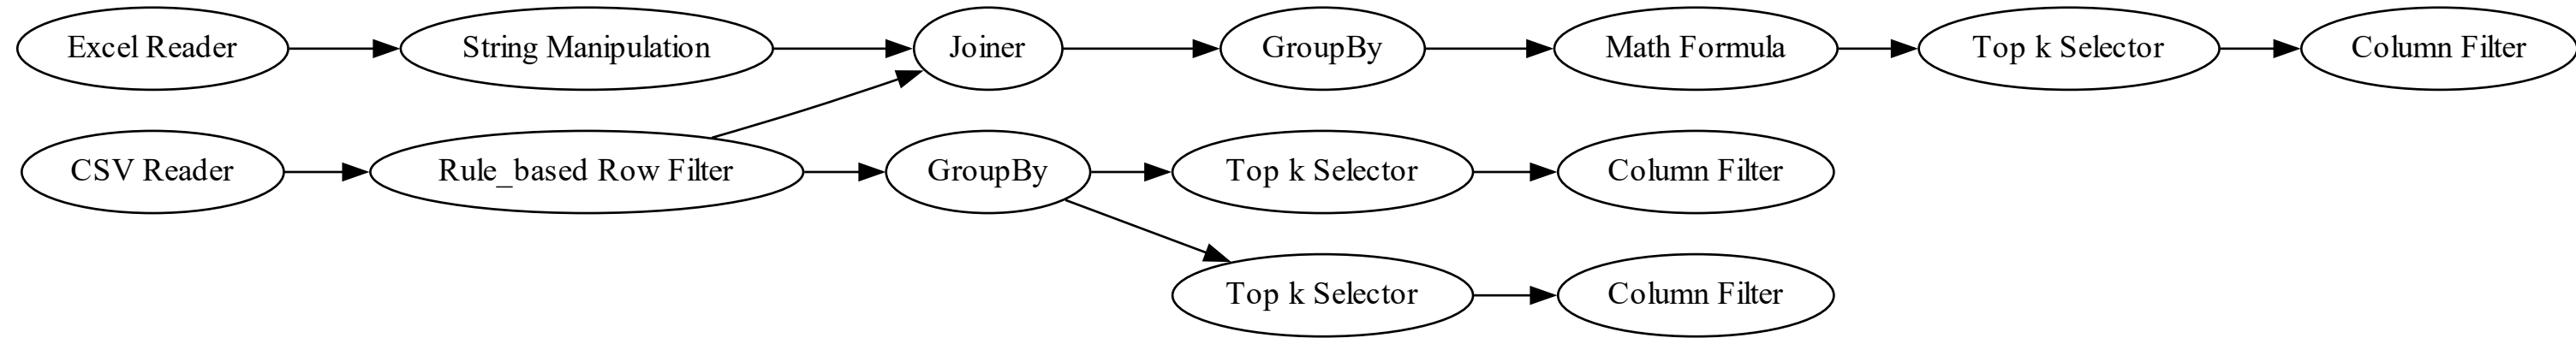 Excel Reader
String Manipulation
Joiner
GroupBy
Math Formula
Top k Selector
Column Filter
CSV Reader
Rule_based Row Filter
GroupBy
Top k Selector
Column Filter
Top k Selector
Column Filter